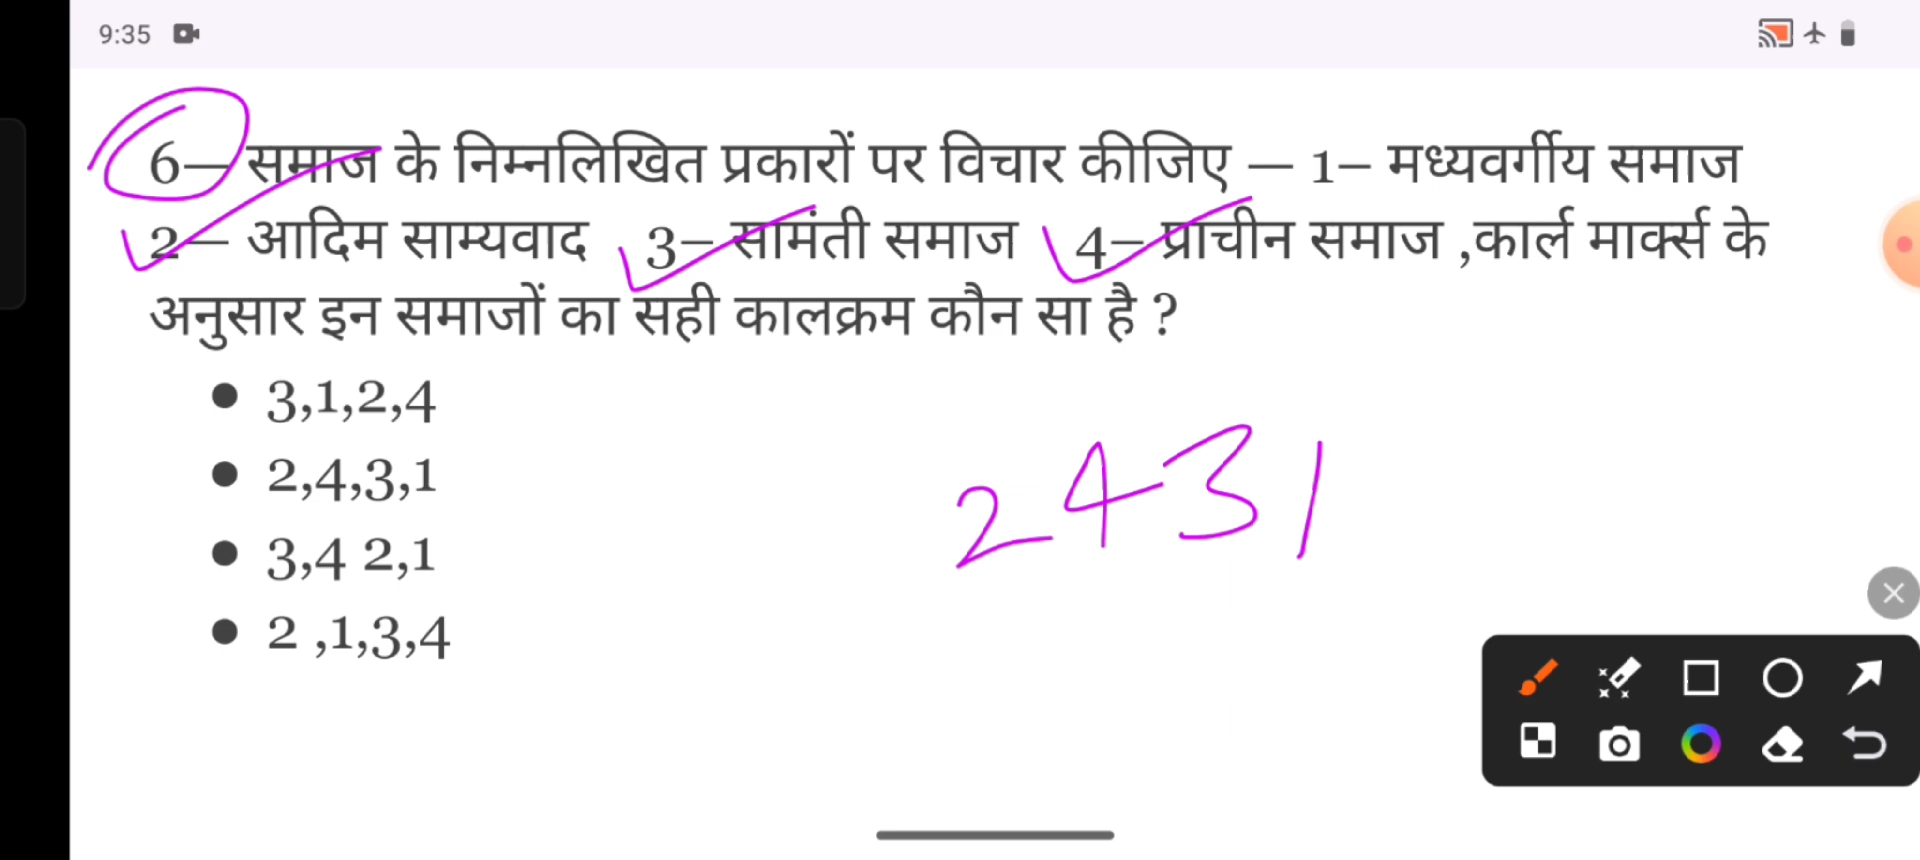 9:35
6– समाज के निम्नलिखित प्रकारों पर विचार कीजिए – 1– मध्यवर्गीय समाज
2– आदिम साम्यवाद 3– सामंती समाज 4– प्राचीन समाज ,कार्ल मार्क्स के
अनुसार इन समाजों का सही कालक्रम कौन सा है ?
● 3,1,2,4
● 2,4,3,1
● 3,4 2,1
● 2 ,1,3,4
2431